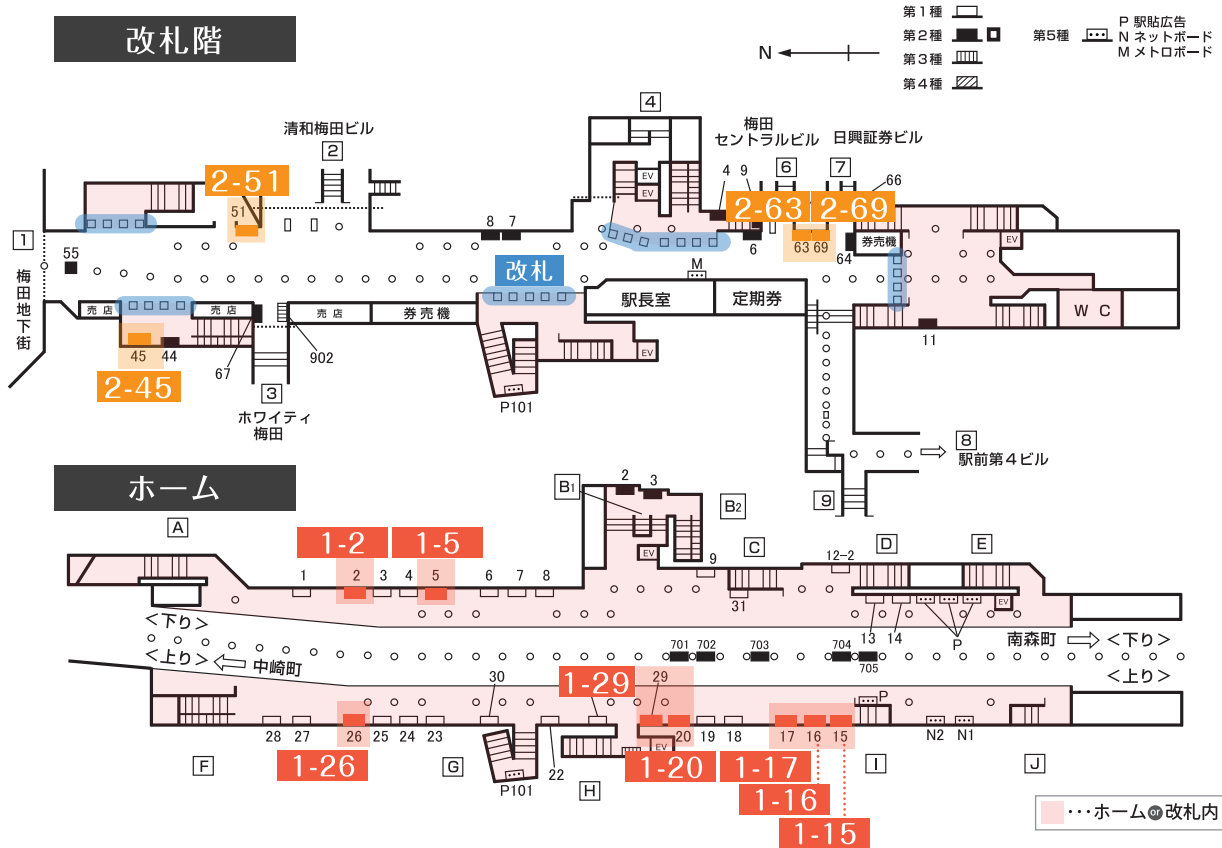 改札階
第1種
第2種
第3種
第4種
第5種
P 駅貼広告
N ネットボード
M メトロボード
N
清和梅田ビル
2
4
梅田
セントラルビル
6
日興証券ビル
7
2-51
51
EV
EV
4
9
66
2-63
2-69
1
55
8
7
6
63
69
64
券売機
EV
梅田地下街
改札
M
売店
売店
売店
券売機
駅長室
定期券
WC
45
44
67
902
EV
11
2-45
3
ホワイティ
梅田
P101
8
駅前第4ビル
9
ホーム
A
B1
2
3
B2
1-2
1-5
EV
9
C
12-2
D
E
1
2
3
4
5
6
7
8
31
13
14
P
EV
<下り>
<上り>
中崎町
701
702
703
704
705
南森町
<下り>
<上り>
30
1-29
29
P
28
27
26
25
24
23
22
EV
20
19
18
17
16
15
N2
N1
F
1-26
G
P101
H
1-20
1-17
I
J
1-16
1-15
・・・ホーム or 改札内